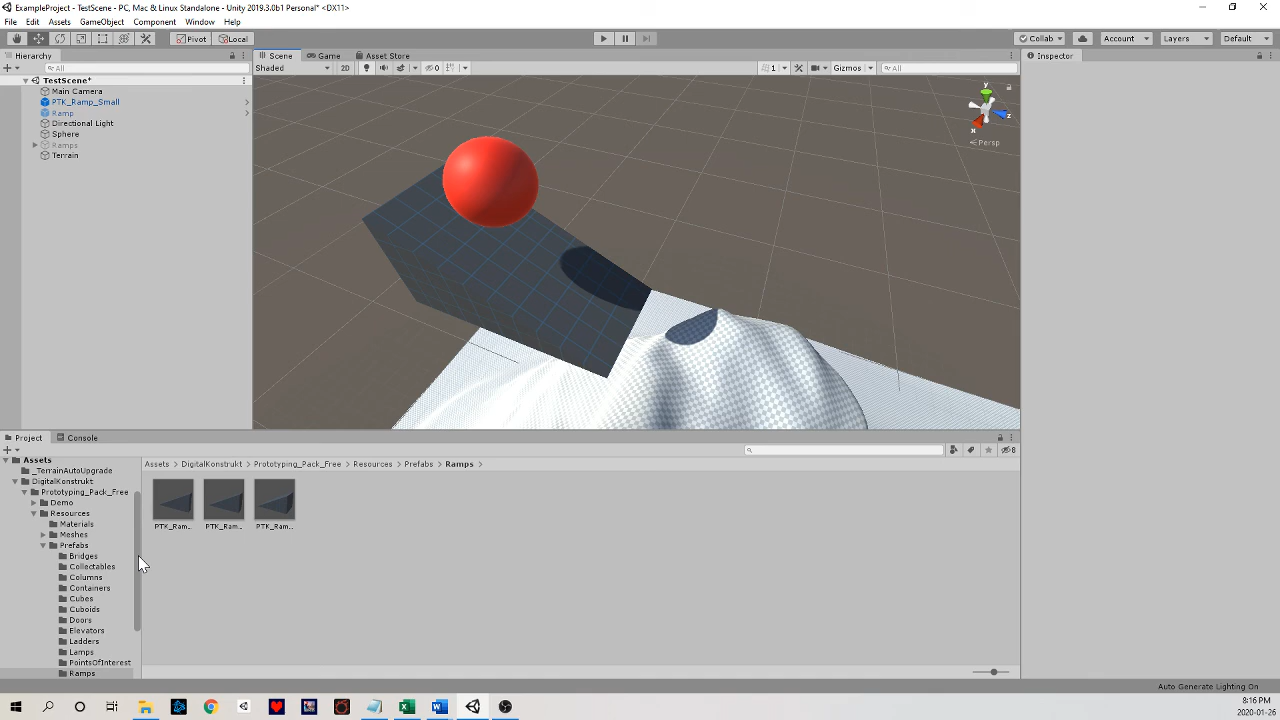 ExampleProject - TestScene - PC, Mac & Linux Standalone - Unity 2019.3.0b1 Personal* <DX11>
File Edit Assets GameObject Component Window Help
Pivot Local Collab Account Layers Default
Hierarchy Scene Game Asset Store Inspector
All Shaded 2D 0 1 Gizmos All
TestScene*
Main Camera
PTK_Ramp_Small
Ramp
Directional Light
Sphere
Ramps
Terrain
y
z
x
Persp
Project Console
8
Assets
_TerrainAutoUpgrade
DigitalKonstrukt
Prototyping_Pack_Free
Demo
Resources
Materials
Meshes
Prefabs
Bridges
Collectables
Columns
Containers
Cubes
Cuboids
Doors
Elevators
Ladders
Lamps
PointsOfInterest
Ramps
Assets > DigitalKonstrukt > Prototyping_Pack_Free > Resources > Prefabs > Ramps >
PTK_Ram... PTK_Ram... PTK_Ram...
Auto Generate Lighting On
8:16 PM
2020-01-26